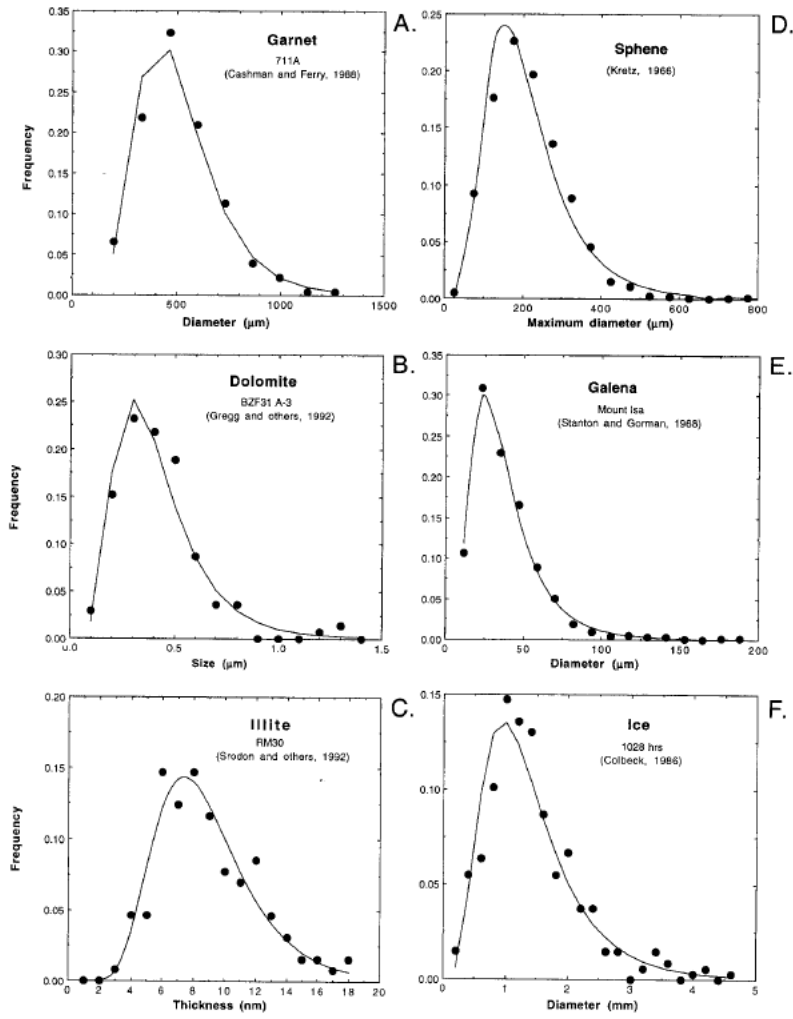 A.
Garnet
711A
(Cashman and Ferry, 1988)
Frequency
0.35
0.30
0.25
0.20
0.15
0.10
0.05
0.00
0 500 1000 1500
Diameter (μm)
D.
Sphene
(Kretz, 1966)
0.25
0.20
0.15
0.10
0.05
0.00
0 200 400 600 800
Maximum diameter (μm)
B.
Dolomite
BZF31 A-3
(Gregg and others, 1992)
Frequency
0.30
0.25
0.20
0.15
0.10
0.05
0.00
0.0 0.5 1.0 1.5
Size (μm)
E.
Galena
Mount Isa
(Stanton and Gorman, 1968)
0.35
0.30
0.25
0.20
0.15
0.10
0.05
0.00
0 50 100 150 200
Diameter (μm)
C.
Illite
RM30
(Srodon and others, 1992)
Frequency
0.20
0.15
0.10
0.05
0.00
0 2 4 6 8 10 12 14 16 18 20
Thickness (nm)
F.
Ice
1028 hrs
(Colbeck, 1986)
0.15
0.10
0.05
0.00
0 1 2 3 4 5
Diameter (mm)